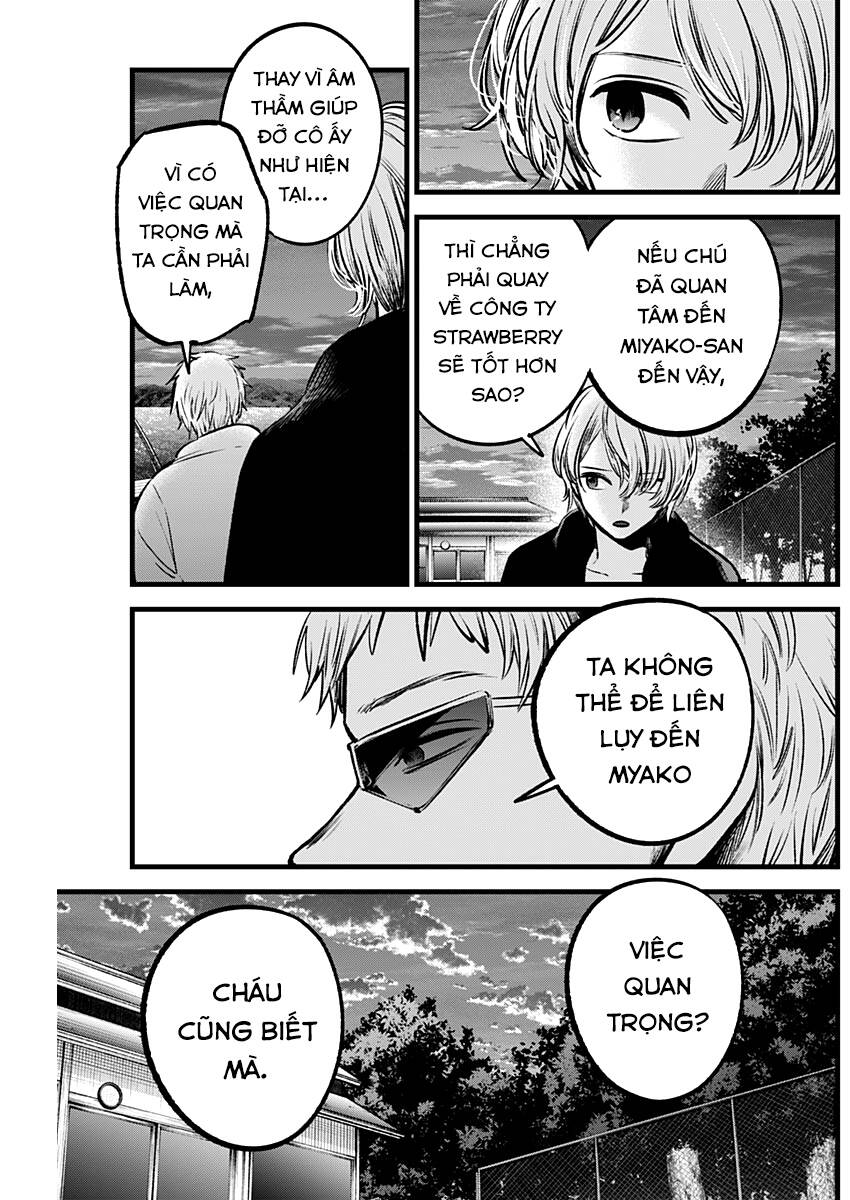 NẾU CHÚ
ĐÃ QUAN
TÂM ĐẾN
MIYAKO-SAN
ĐẾN VẬY,
THÌ CHẲNG
PHẢI QUAY
VỀ CÔNG TY
STRAWBERRY
SẼ TỐT HƠN
SAO?
THAY VÌ ÂM
THẦM GIÚP
ĐỠ CÔ ẤY
NHƯ HIỆN
TẠI...
VÌ CÓ
VIỆC QUAN
TRỌNG MÀ
TA CẦN PHẢI
LÀM,
TA KHÔNG
THỂ ĐỂ LIÊN
LỤY ĐẾN
MYAKO
VIỆC
QUAN
TRỌNG?
CHÁU
CŨNG BIẾT
MÀ.